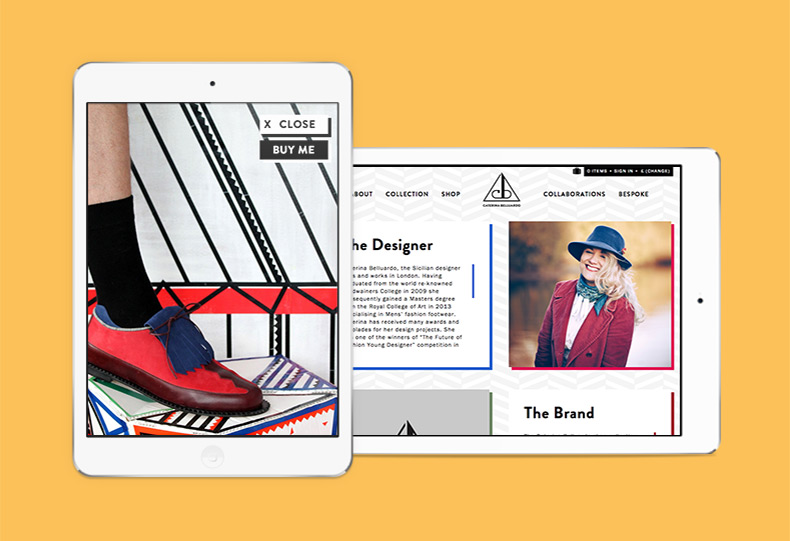 X CLOSE
BUY ME
0 ITEMS • SIGN IN • £ (CHANGE)
ABOUT COLLECTION SHOP
COLLABORATIONS BESPOKE
cb
CATERINA BELLUARDO
he Designer
erina Belluardo, the Sicilian designer
s and works in London. Having
uated from the world re-knowned
dwainers College in 2009 she
sequently gained a Masters degree
the Royal College of Art in 2013
cialising in Mens' fashion footwear.
erina has received many awards and
olades for her design projects. She
one of the winners of "The Future of
hion Young Designer" competition in
The Brand